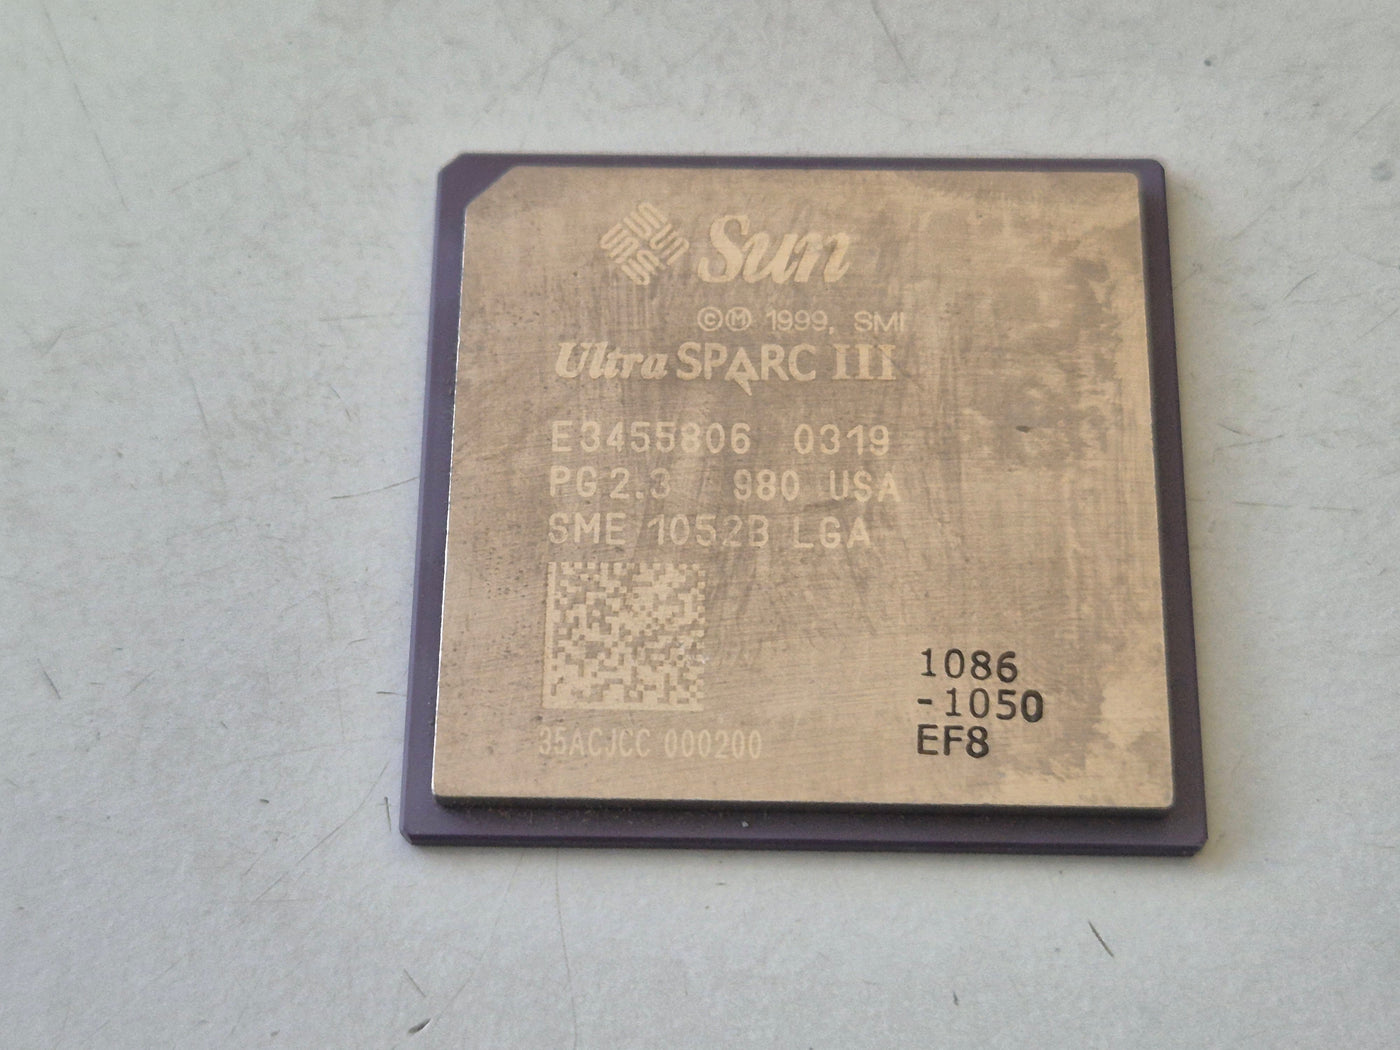 Sun
©Ⓜ 1999, SMI
UltraSPARC III
E3455806 0319
PG2.3 980 USA
SME 1052B LGA
35ACJCC 000200
1086
-1050
EF8